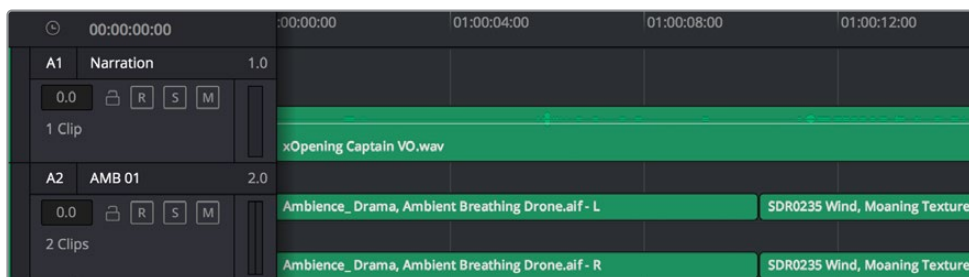 00:00:00:00 :00:00:00 01:00:04:00 01:00:08:00 01:00:12:00
A1 Narration 1.0
0.0 R S M
1 Clip
xOpening Captain VO.wav
A2 AMB 01 2.0
Ambience_ Drama, Ambient Breathing Drone.aif - L SDR0235 Wind, Moaning Texture
0.0 R S M
2 Clips
Ambience_ Drama, Ambient Breathing Drone.aif - R SDR0235 Wind, Moaning Texture